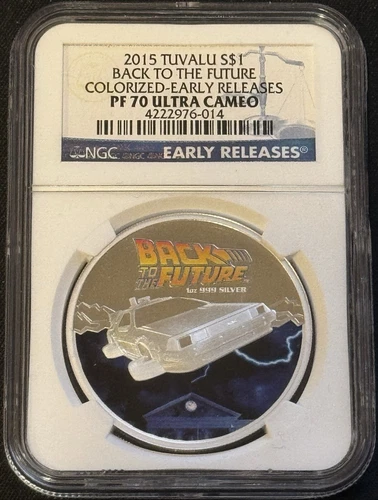 2015 TUVALU S$1
BACK TO THE FUTURE
COLORIZED-EARLY RELEASES
PF 70 ULTRA CAMEO
4222976-014
NGC EARLY RELEASES®
BACK
TO THE
FUTURE
1oz 999 SILVER